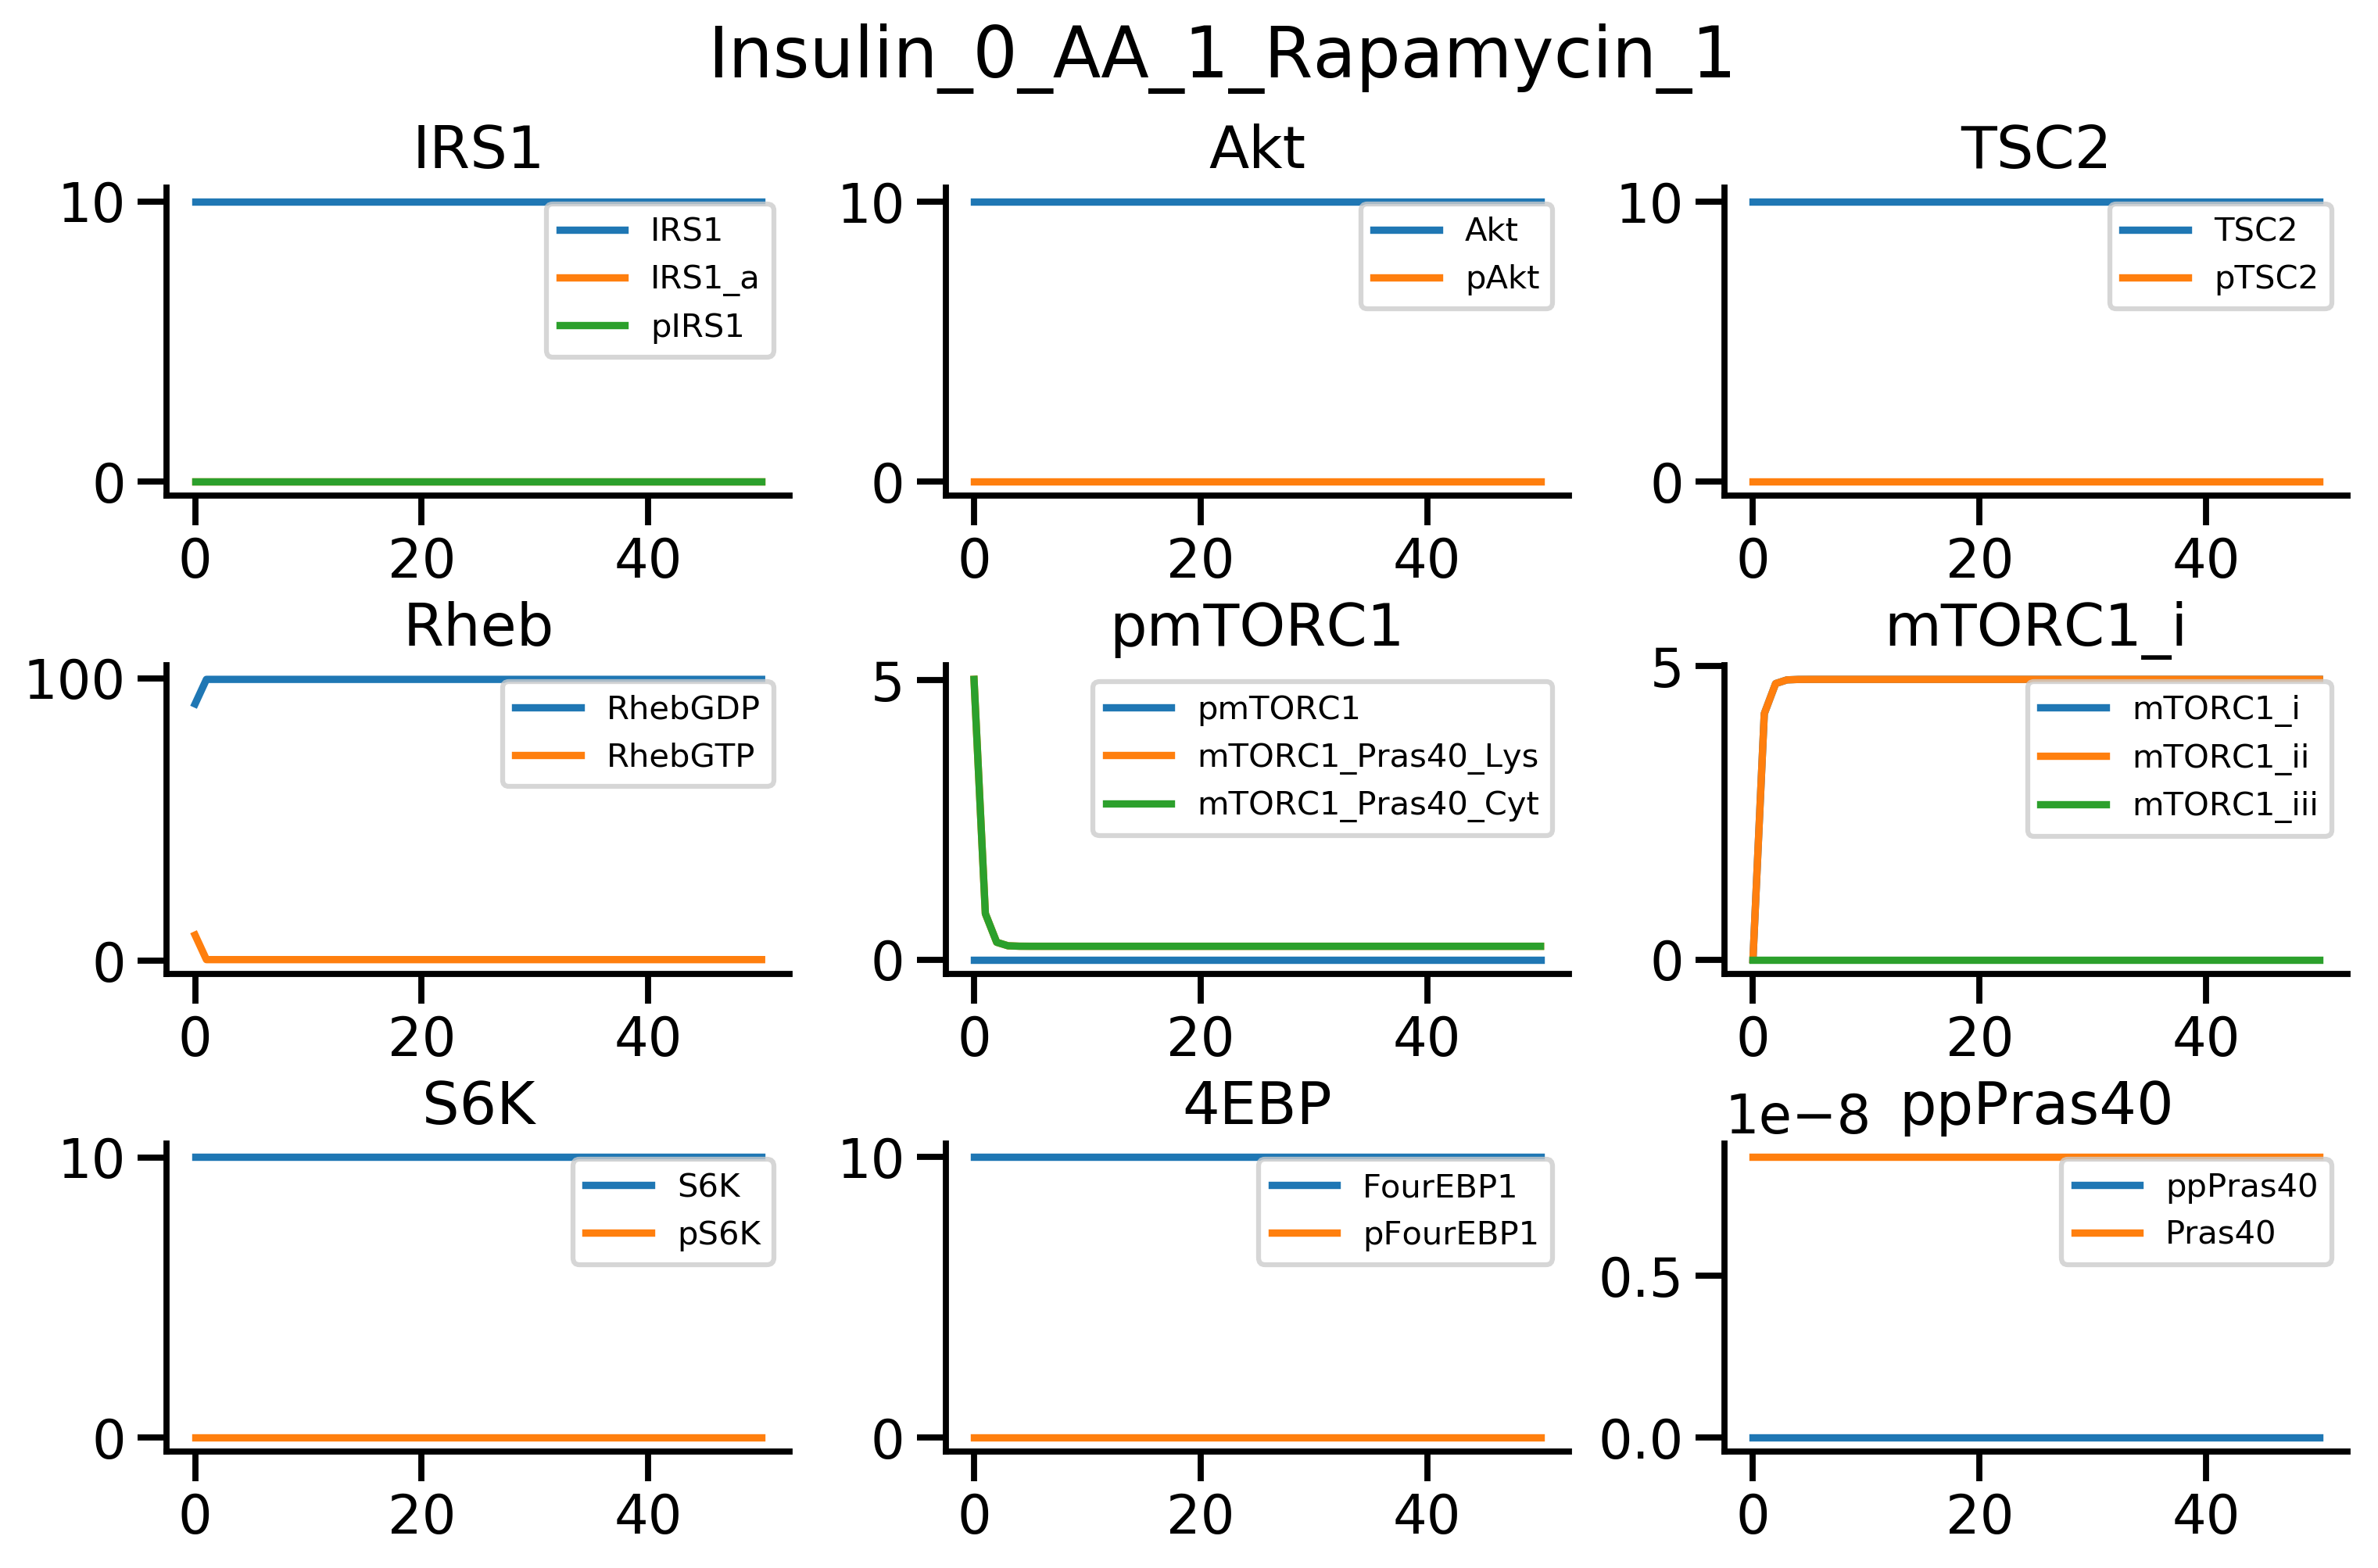 Insulin_0_AA_1_Rapamycin_1
IRS1
10
0
0 20 40
IRS1
IRS1_a
pIRS1
Akt
10
0
0 20 40
Akt
pAkt
TSC2
10
0
0 20 40
TSC2
pTSC2
Rheb
100
0
0 20 40
RhebGDP
RhebGTP
pmTORC1
5
0
0 20 40
pmTORC1
mTORC1_Pras40_Lys
mTORC1_Pras40_Cyt
mTORC1_i
5
0
0 20 40
mTORC1_i
mTORC1_ii
mTORC1_iii
S6K
10
0
0 20 40
S6K
pS6K
4EBP
10
0
0 20 40
FourEBP1
pFourEBP1
1e−8 ppPras40
0.5
0.0
0 20 40
ppPras40
Pras40